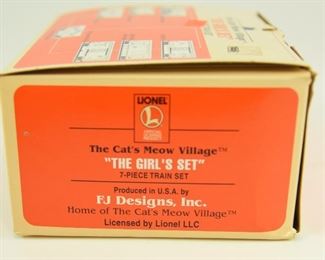 LIONEL
The Cat's Meow Village™
"THE GIRL'S SET"
7-PIECE TRAIN SET
Produced in U.S.A. by
FJ Designs, Inc.
Home of The Cat's Meow Village™
Licensed by Lionel LLC